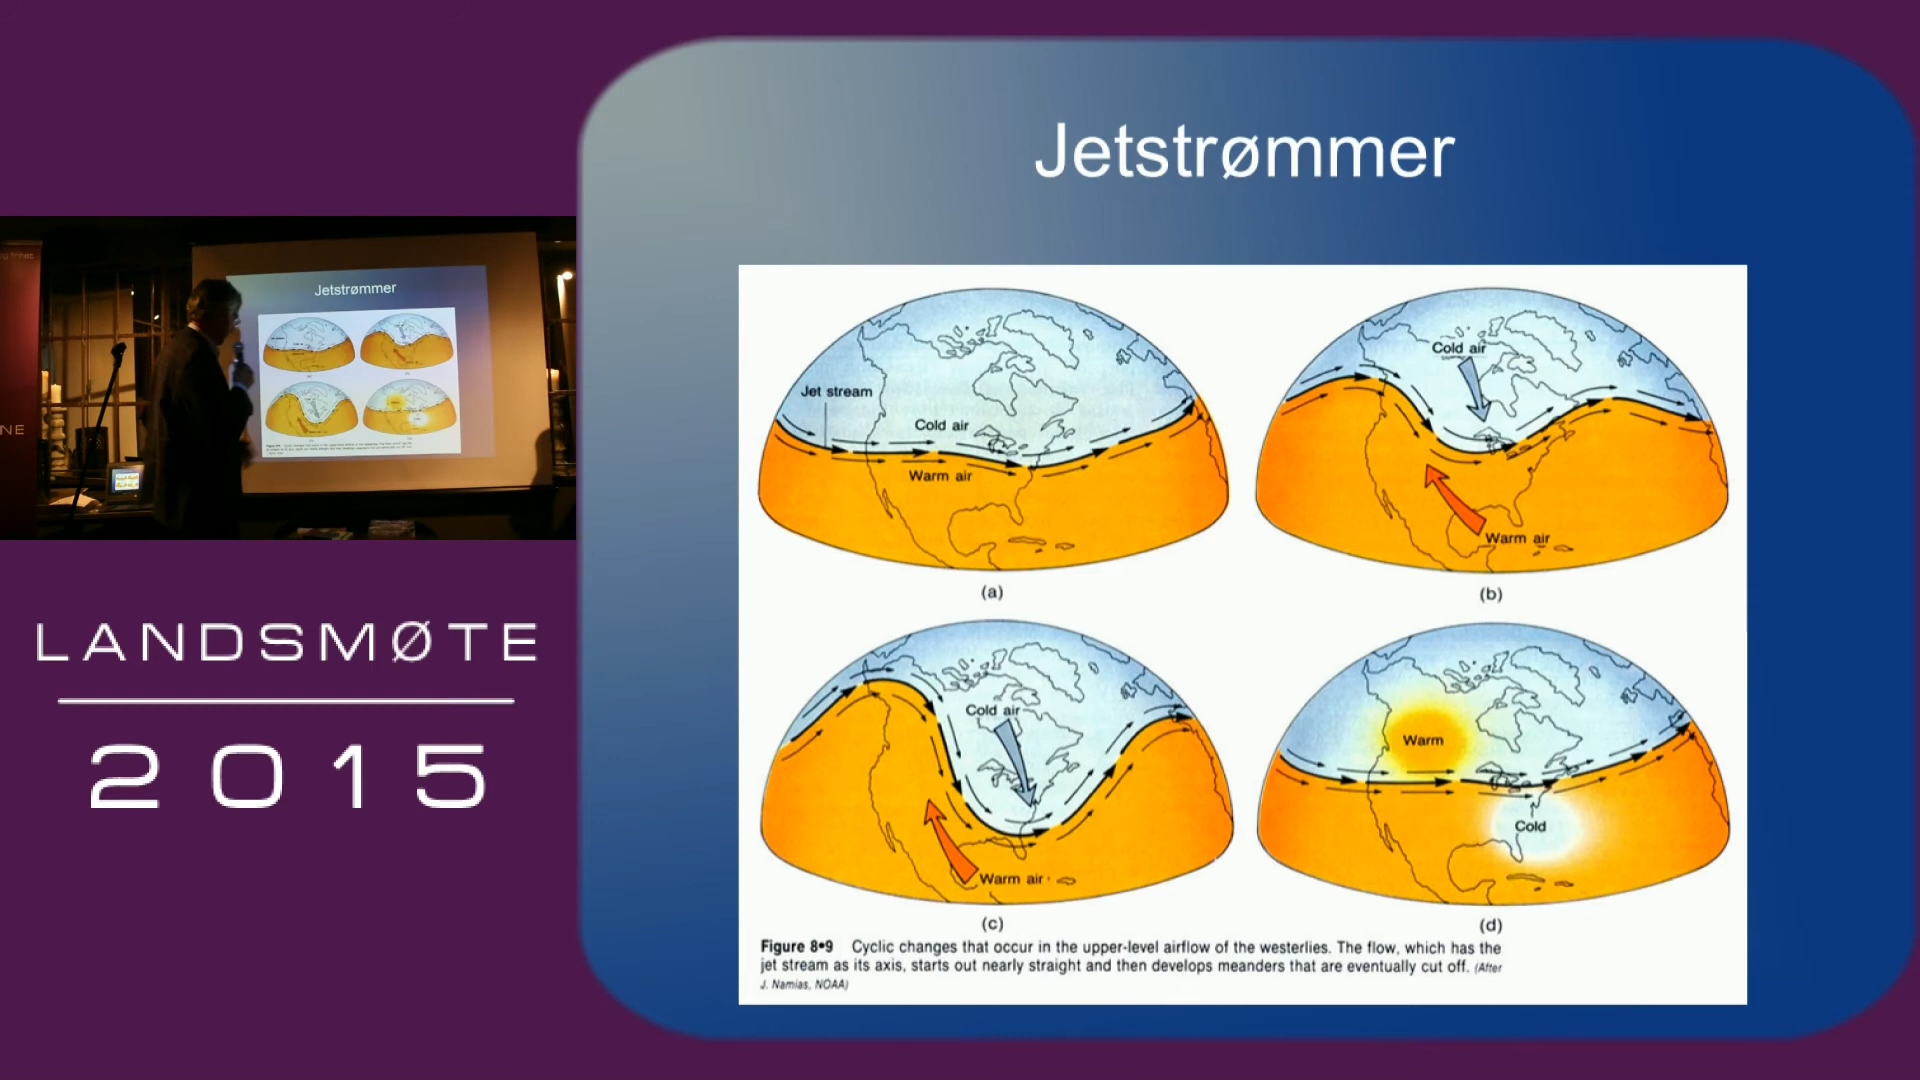 Jetstrømmer
Jet stream
Cold air
Warm air
(a)
Cold air
Warm air
(b)
Cold air
Warm air
(c)
Warm
Cold
(d)
Figure 8•9 Cyclic changes that occur in the upper-level airflow of the westerlies. The flow, which has the
jet stream as its axis, starts out nearly straight and then develops meanders that are eventually cut off. (After
J. Namias, NOAA)
Jetstrømmer
NE
LANDSMØTE
2015